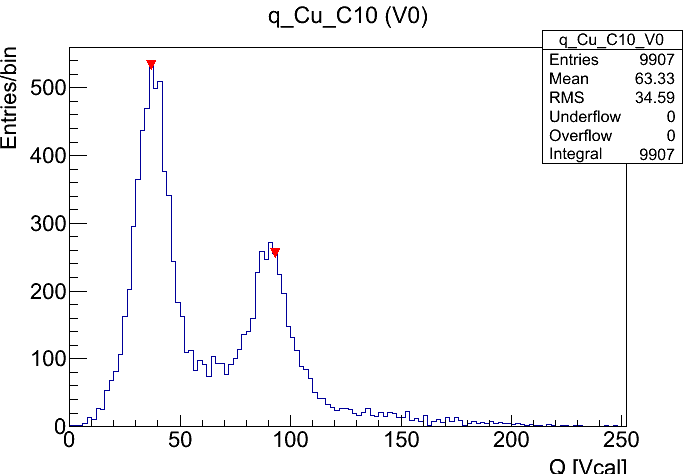 q_Cu_C10 (V0)
q_Cu_C10_V0
Entries 9907
Mean 63.33
RMS 34.59
Underflow 0
Overflow 0
Integral 9907
Entries/bin
500
400
300
200
100
0
0 50 100 150 200 250
Q [Vcal]